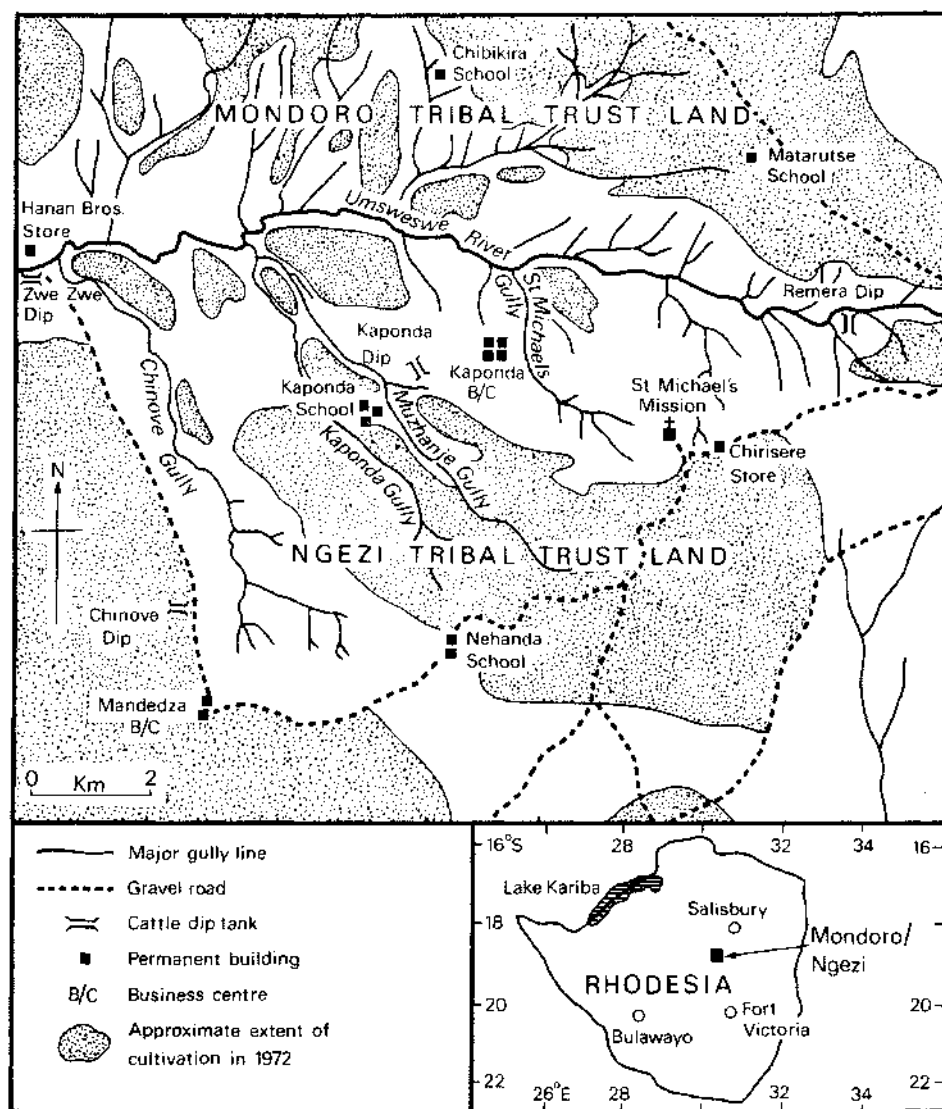 Chibikira
School
MONDORO TRIBAL TRUST LAND
Matarutse
School
Hanan Bros.
Store
Umsweswe
River
Zwe Zwe
Dip
Remera Dip
St Michaels
Gully
Kaponda
Dip
Kaponda
B/C
Kaponda
School
St Michael's
Mission
Chinove Gully
Muzhanje Gully
Kaponda Gully
Chirisere
Store
N
NGEZI TRIBAL TRUST LAND
Chinove
Dip
Nehanda
School
Mandedza
B/C
0 Km 2
Major gully line
Gravel road
Cattle dip tank
Permanent building
B/C Business centre
Approximate extent of
cultivation in 1972
16°S 28 32 34 16
Lake Kariba
Salisbury
18
Mondoro/
Ngezi
RHODESIA
20 20
Bulawayo
Fort
Victoria
22 22
26°E 28 32 34